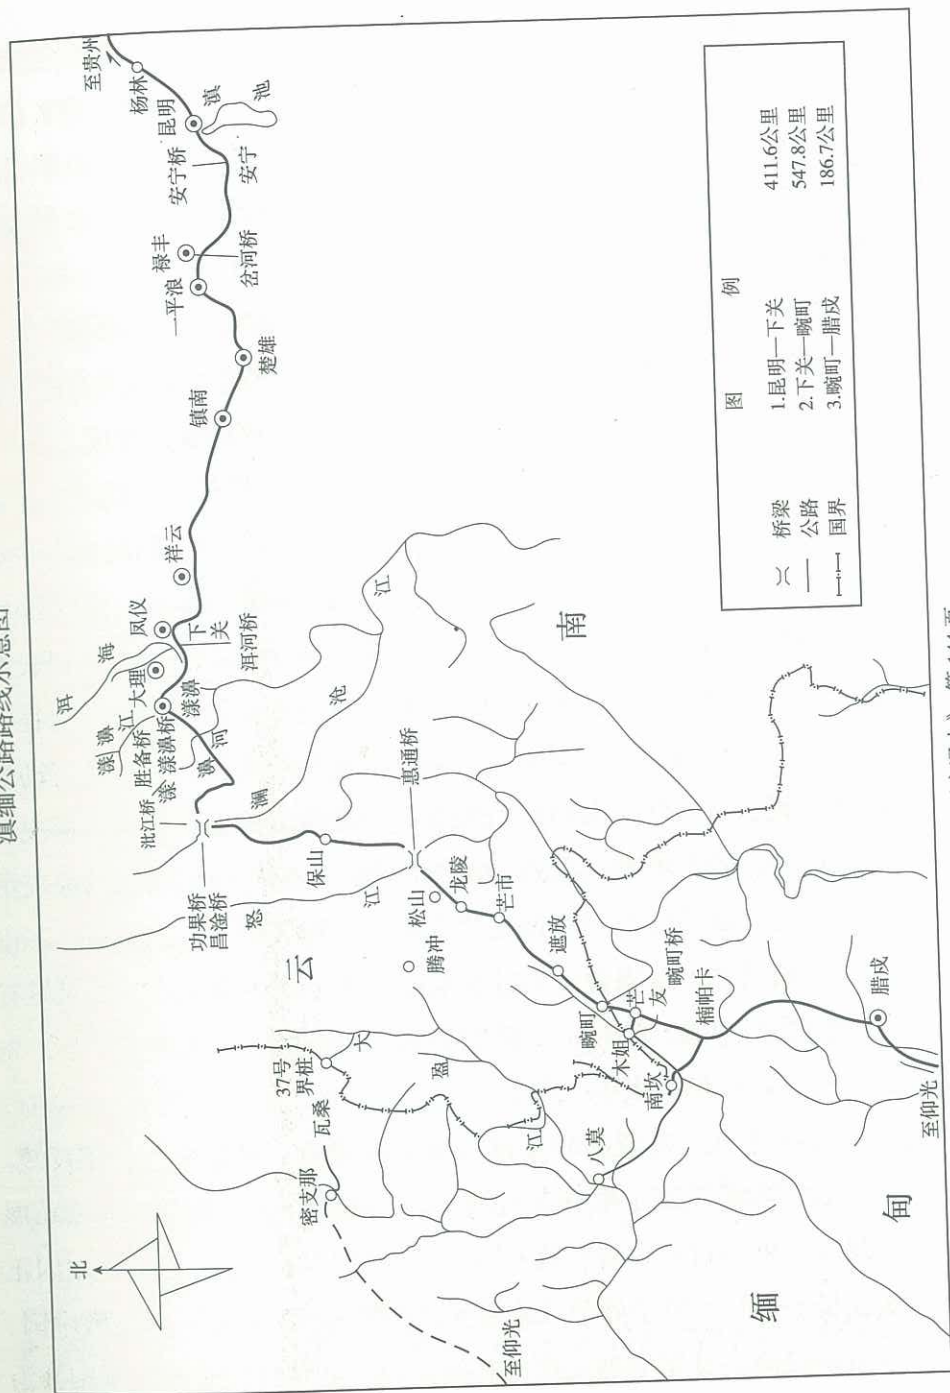 滇缅公路路线示意图
北
至贵州
杨林
昆明
滇
池
安宁桥
安宁
禄丰
岔河桥
一平浪
楚雄
镇南
祥云
凤仪
下关
洱河桥
洱
海
大理
漾濞
漾濞江
胜备桥
漾濞桥
漾
濞
河
沘江桥
功果桥
昌淦桥
澜
沧
江
怒
江
保山
惠通桥
松山
龙陵
芒市
腾冲
遮放
畹町
芒友
畹町桥
木姐
楠帕卡
南坎
腊戍
至仰光
云
南
37号
界桩
瓦桑
密支那
大
盈
江
八莫
至仰光
缅
甸
图 例
桥梁
公路
国界
1.昆明—下关 411.6公里
2.下关—畹町 547.8公里
3.畹町—腊戍 186.7公里